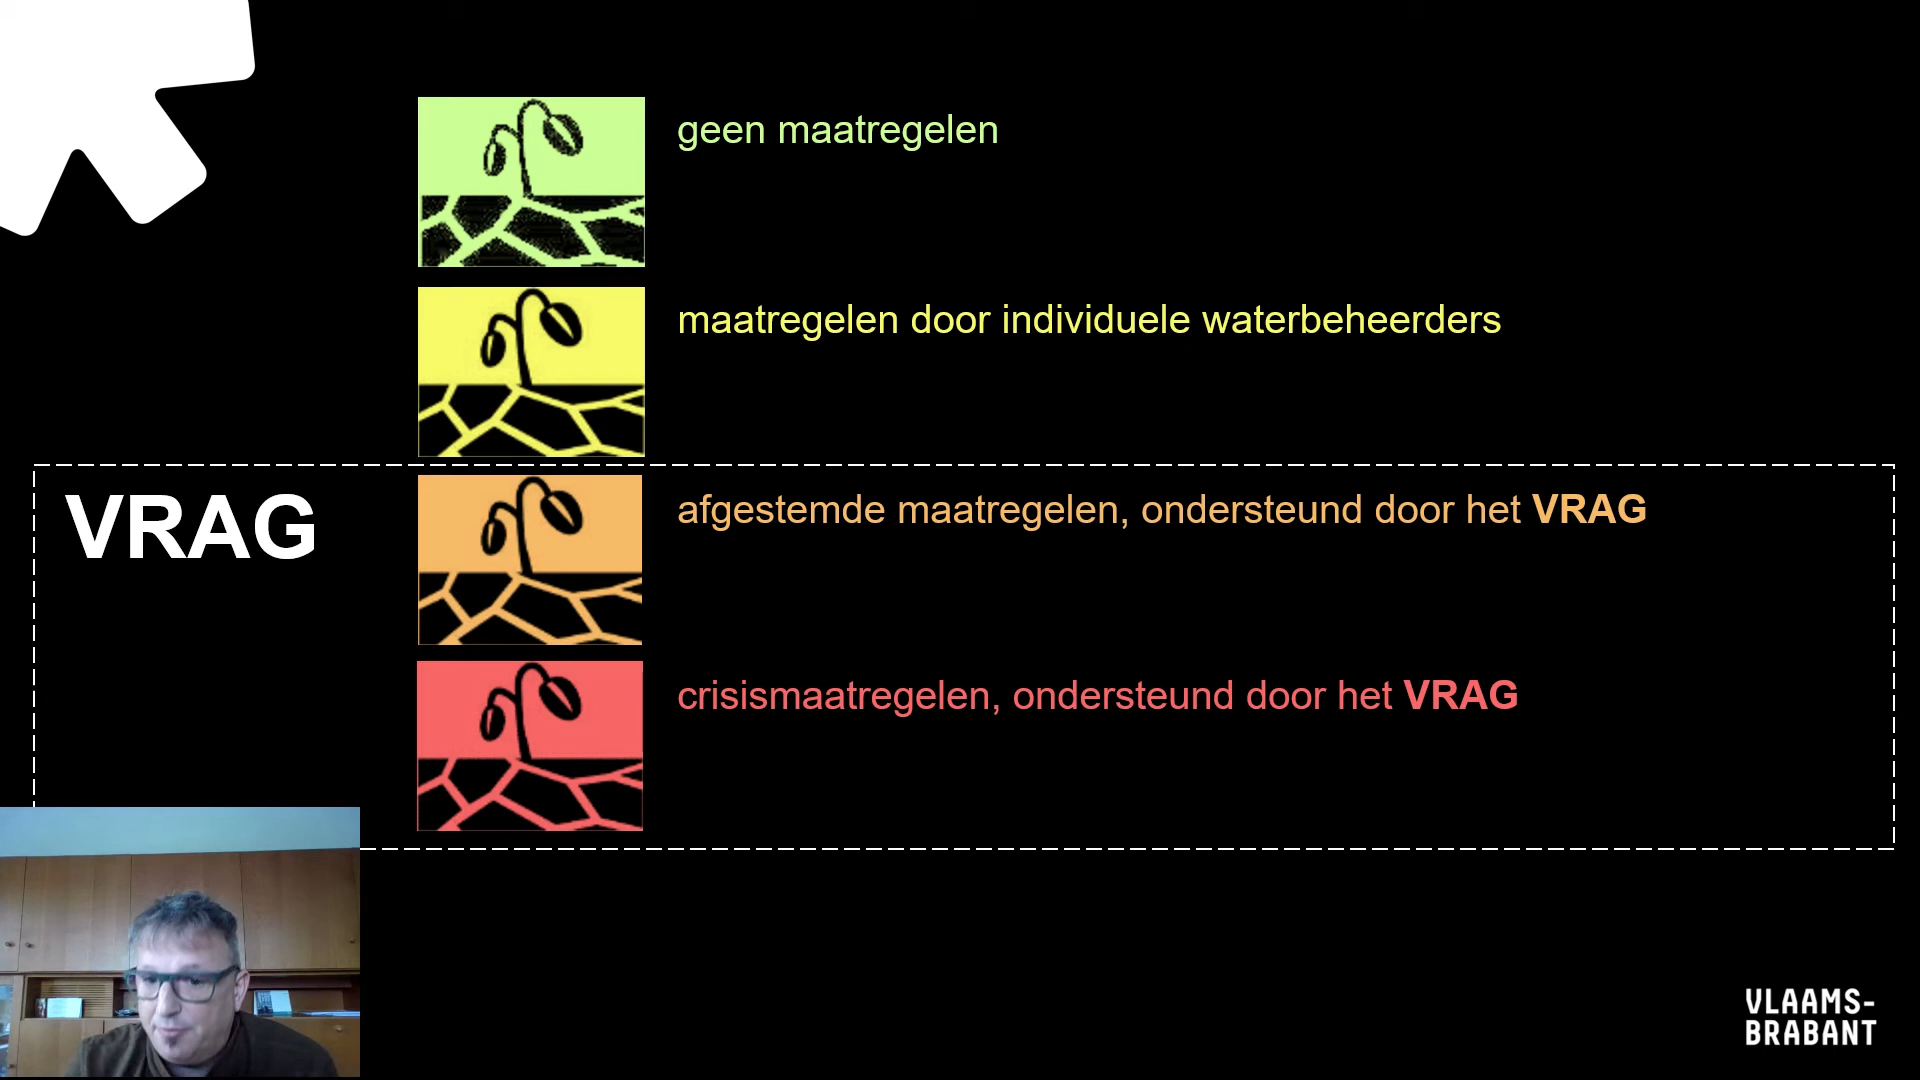 geen maatregelen
maatregelen door individuele waterbeheerders
VRAG
afgestemde maatregelen, ondersteund door het VRAG
crisismaatregelen, ondersteund door het VRAG
VLAAMS-
BRABANT